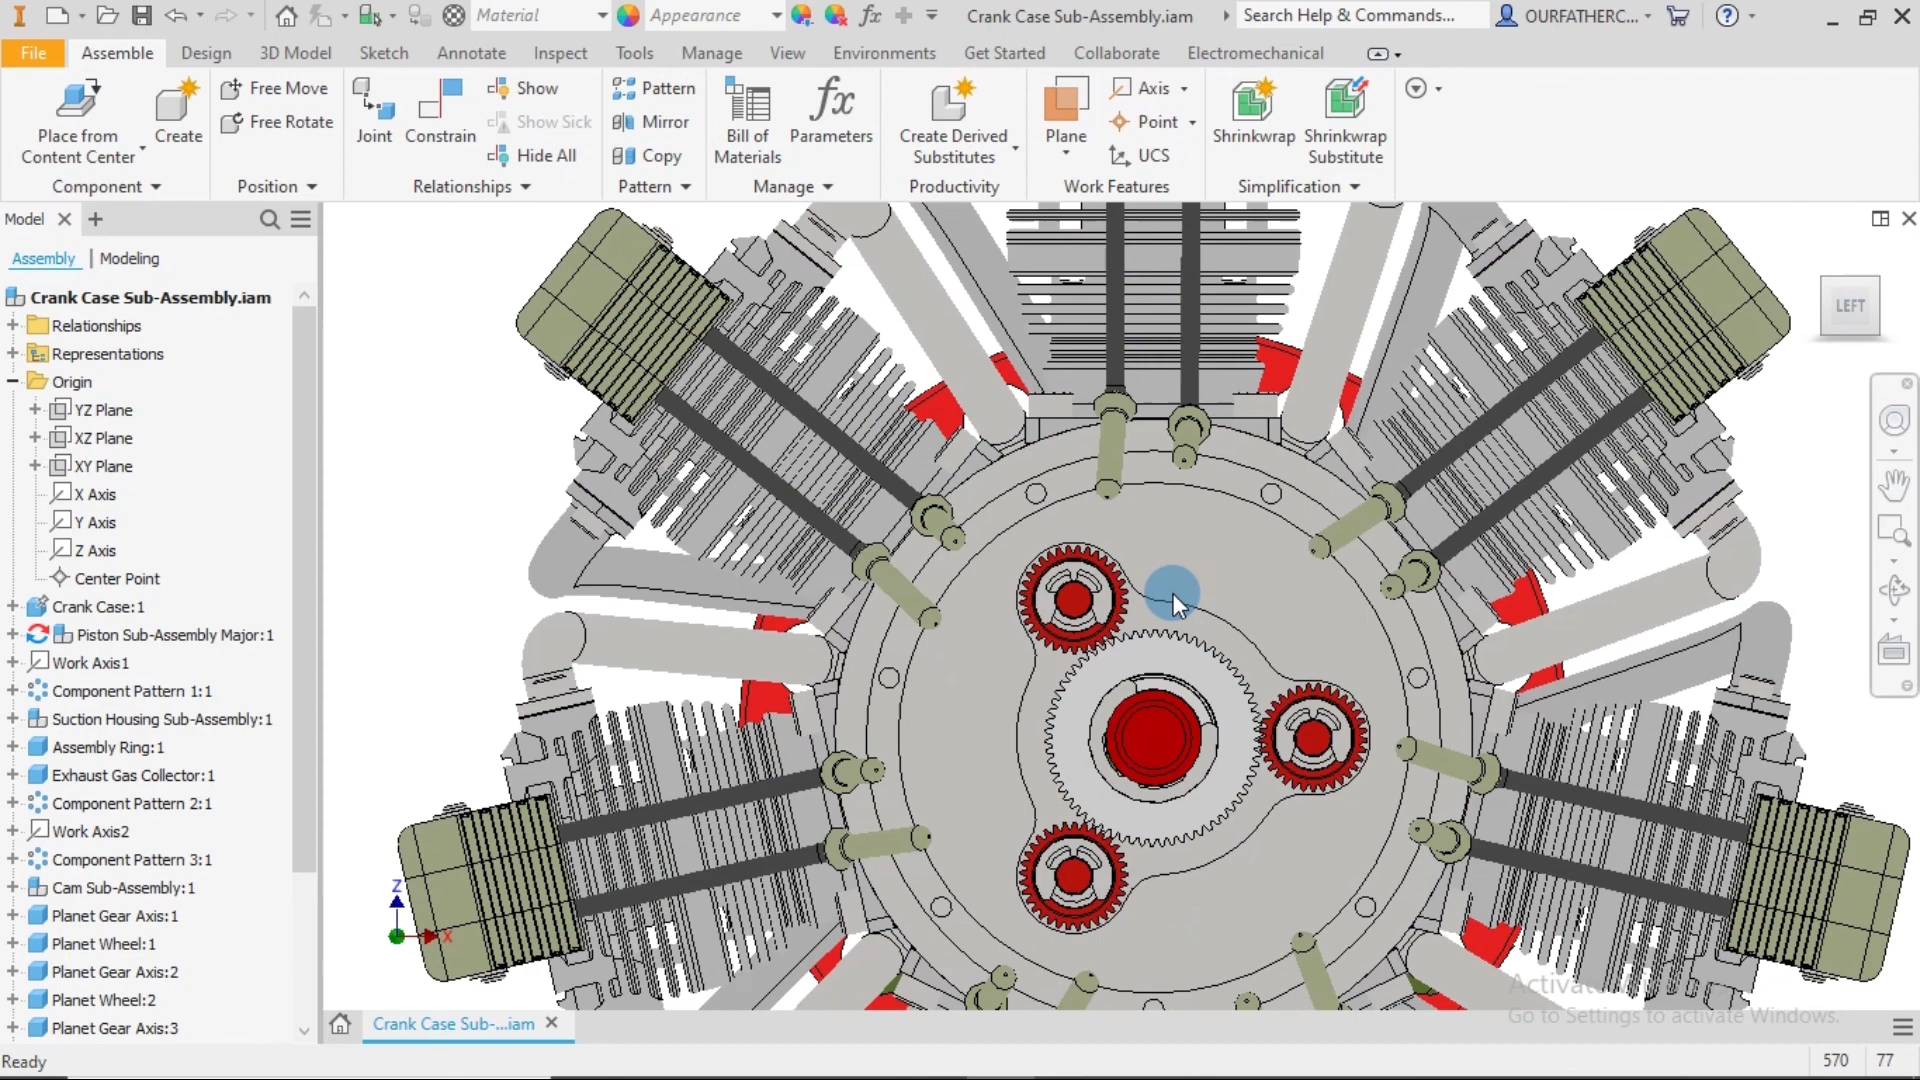 Material
Appearance
fx
Crank Case Sub-Assembly.iam
Search Help & Commands...
OURFATHERC...
File
Assemble
Design
3D Model
Sketch
Annotate
Inspect
Tools
Manage
View
Environments
Get Started
Collaborate
Electromechanical
Place from
Content Center
Create
Free Move
Free Rotate
Joint
Constrain
Show
Show Sick
Hide All
Pattern
Mirror
Copy
Bill of
Materials
fx
Parameters
Create Derived
Substitutes
Plane
Axis
Point
UCS
Shrinkwrap
Shrinkwrap
Substitute
Component
Position
Relationships
Pattern
Manage
Productivity
Work Features
Simplification
Model
Assembly
Modeling
Crank Case Sub-Assembly.iam
Relationships
Representations
Origin
YZ Plane
XZ Plane
XY Plane
X Axis
Y Axis
Z Axis
Center Point
Crank Case:1
Piston Sub-Assembly Major:1
Work Axis1
Component Pattern 1:1
Suction Housing Sub-Assembly:1
Assembly Ring:1
Exhaust Gas Collector:1
Component Pattern 2:1
Work Axis2
Component Pattern 3:1
Cam Sub-Assembly:1
Planet Gear Axis:1
Planet Wheel:1
Planet Gear Axis:2
Planet Wheel:2
Planet Gear Axis:3
LEFT
Z
X
Go to Settings to activate Windows.
Crank Case Sub-...iam
Ready
570
77